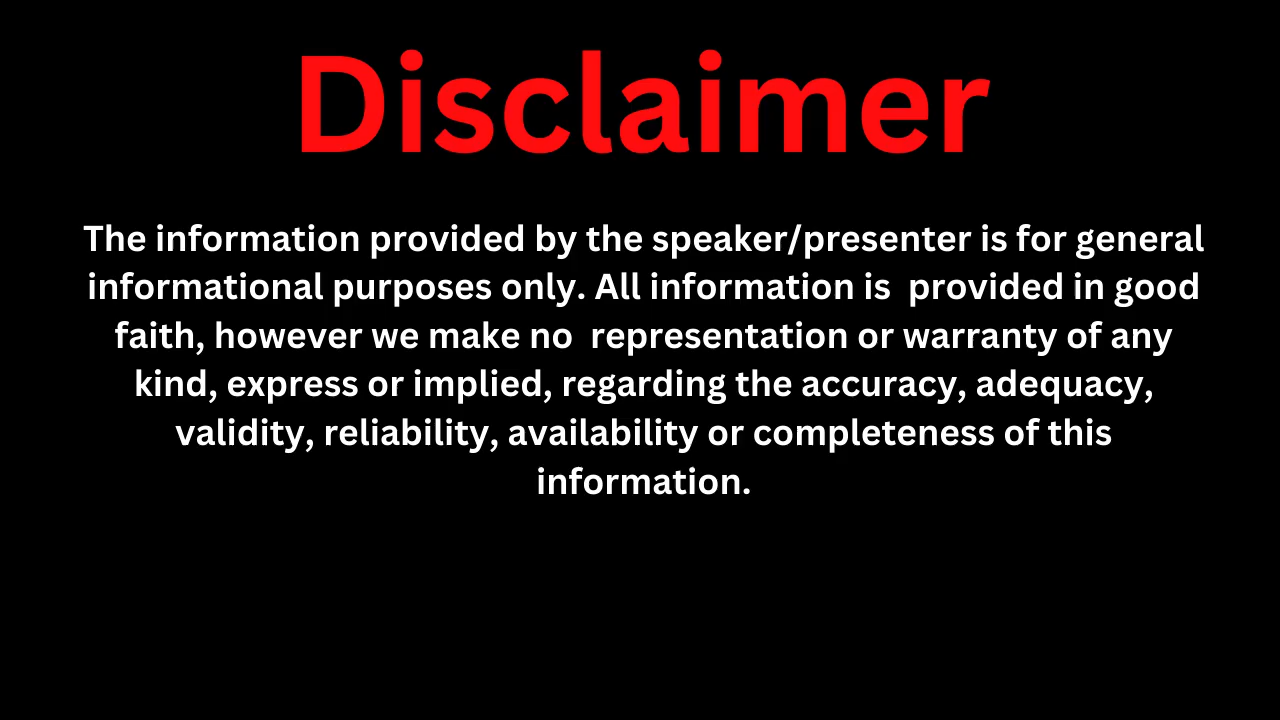 Disclaimer
The information provided by the speaker/presenter is for general
informational purposes only. All information is  provided in good
faith, however we make no  representation or warranty of any
kind, express or implied, regarding the accuracy, adequacy,
validity, reliability, availability or completeness of this
information.